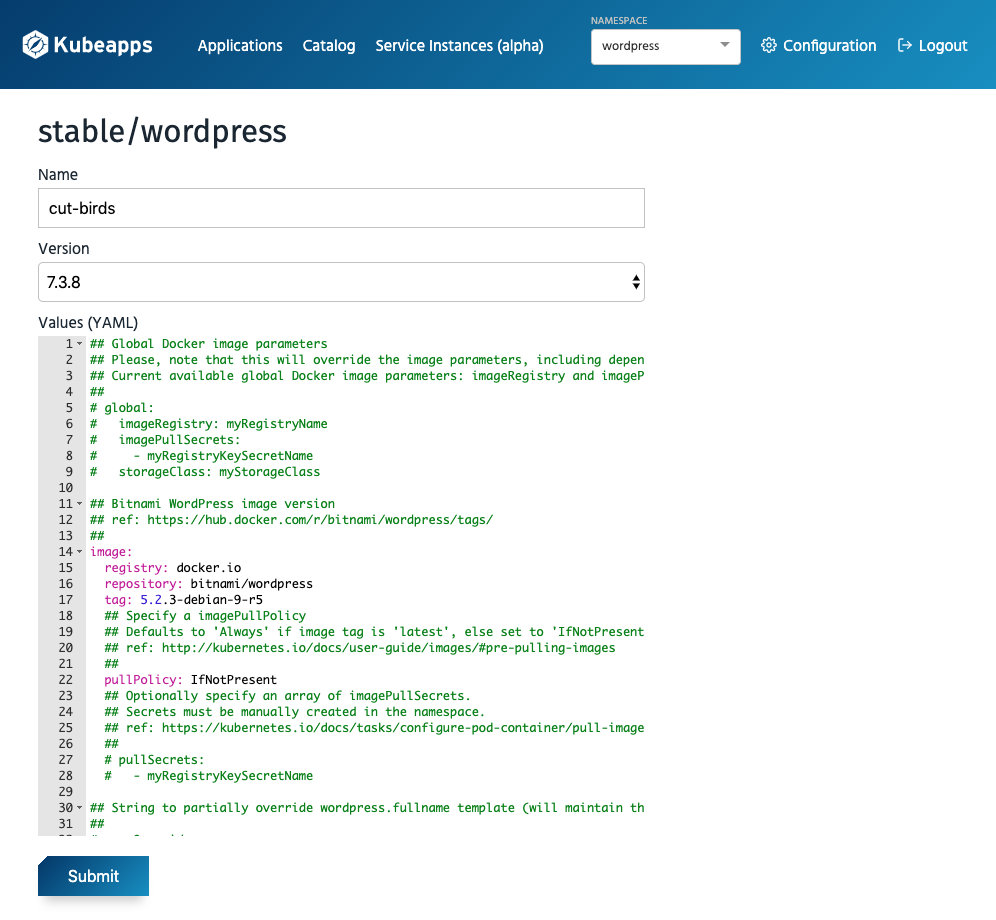 Kubeapps
Applications
Catalog
Service Instances (alpha)
NAMESPACE
wordpress
Configuration
Logout
stable/wordpress
Name
cut-birds
Version
7.3.8
Values (YAML)
1 ## Global Docker image parameters
2 ## Please, note that this will override the image parameters, including depen
3 ## Current available global Docker image parameters: imageRegistry and imageP
4 ##
5 # global:
6 #   imageRegistry: myRegistryName
7 #   imagePullSecrets:
8 #     - myRegistryKeySecretName
9 #   storageClass: myStorageClass
10
11 ## Bitnami WordPress image version
12 ## ref: https://hub.docker.com/r/bitnami/wordpress/tags/
13 ##
14 image:
15   registry: docker.io
16   repository: bitnami/wordpress
17   tag: 5.2.3-debian-9-r5
18   ## Specify a imagePullPolicy
19   ## Defaults to 'Always' if image tag is 'latest', else set to 'IfNotPresent
20   ## ref: http://kubernetes.io/docs/user-guide/images/#pre-pulling-images
21   ##
22   pullPolicy: IfNotPresent
23   ## Optionally specify an array of imagePullSecrets.
24   ## Secrets must be manually created in the namespace.
25   ## ref: https://kubernetes.io/docs/tasks/configure-pod-container/pull-image
26   ##
27   # pullSecrets:
28   #   - myRegistryKeySecretName
29
30 ## String to partially override wordpress.fullname template (will maintain th
31 ##
Submit